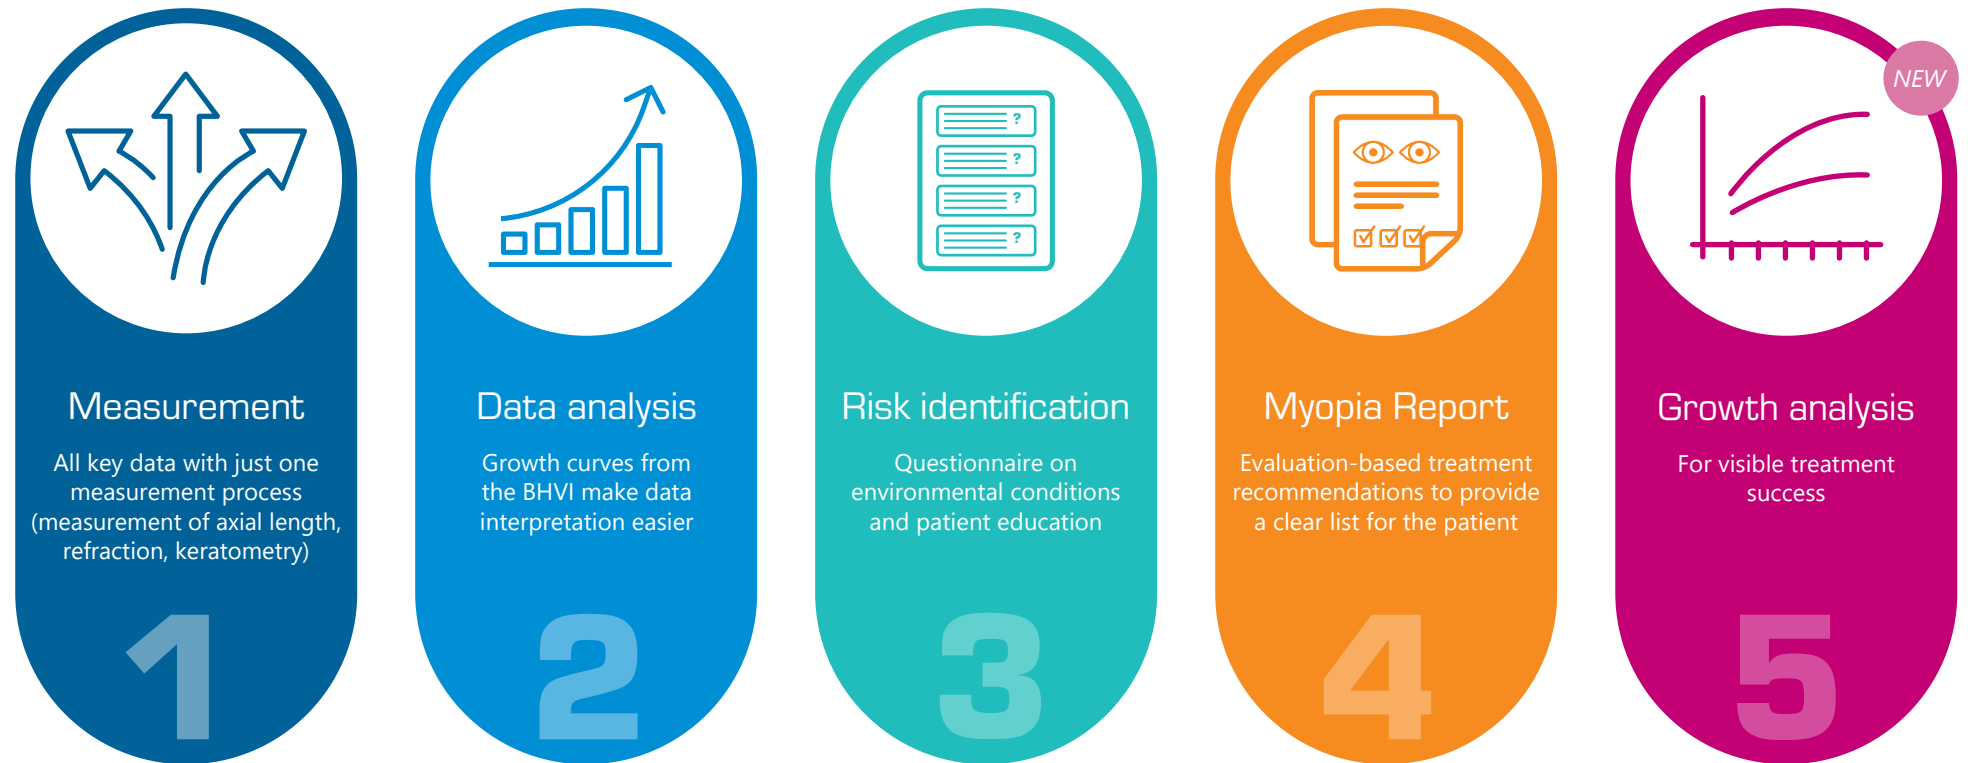 Measurement
All key data with just one
measurement process
(measurement of axial length,
refraction, keratometry)
1
Data analysis
Growth curves from
the BHVI make data
interpretation easier
2
?
?
?
?
Risk identification
Questionnaire on
environmental conditions
and patient education
3
Myopia Report
Evaluation-based treatment
recommendations to provide
a clear list for the patient
4
NEW
Growth analysis
For visible treatment
success
5